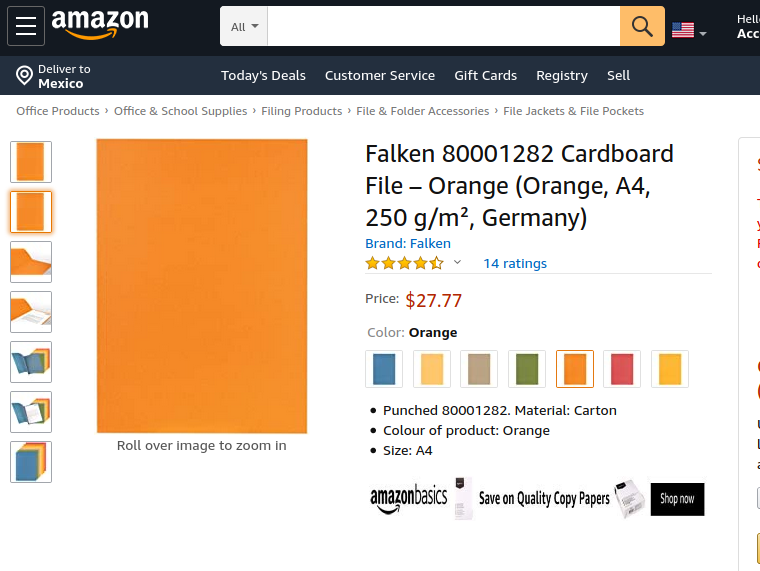 amazon
All
Hell
Deliver to
Acc
Mexico
Today's Deals Customer Service Gift Cards Registry Sell
Office Products › Office & School Supplies › Filing Products › File & Folder Accessories › File Jackets & File Pockets
Falken 80001282 Cardboard
File – Orange (Orange, A4,
250 g/m², Germany)
Brand: Falken
14 ratings
Price: $27.77
Color: Orange
Punched 80001282. Material: Carton
Colour of product: Orange
Size: A4
Roll over image to zoom in
amazonbasics Save on Quality Copy Papers Shop now